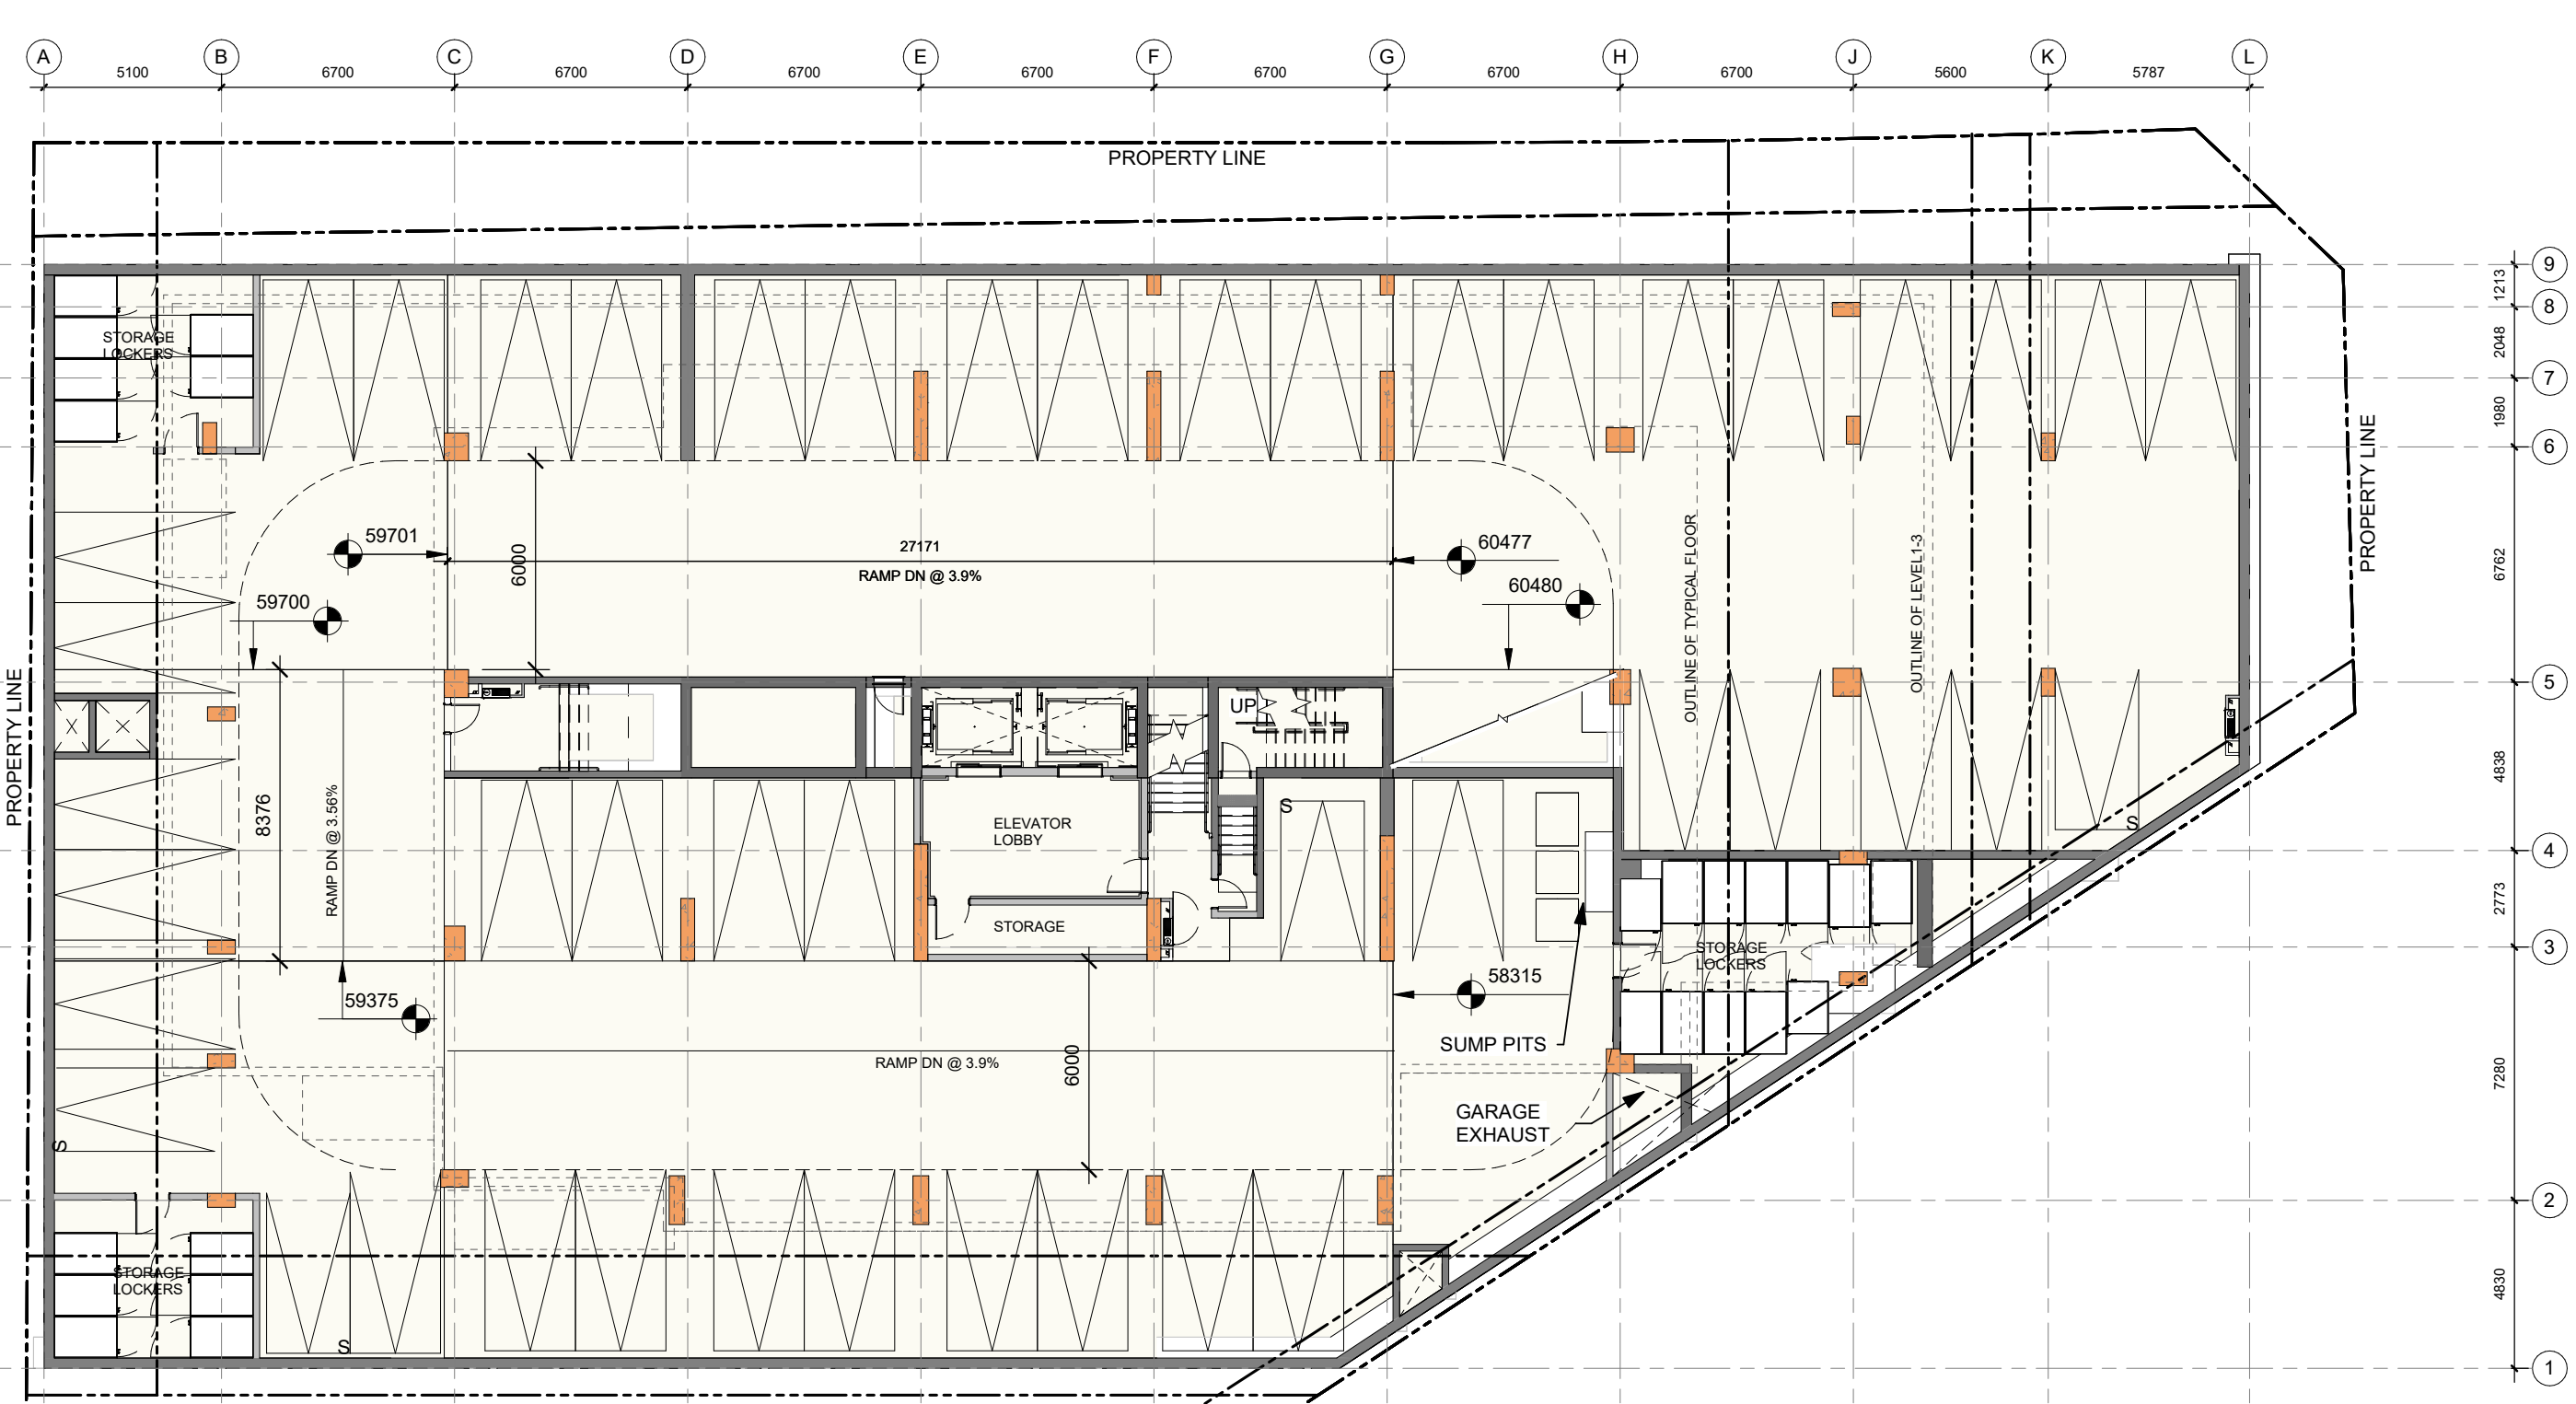 A
B
C
D
E
F
G
H
J
K
L
5100
6700
6700
6700
6700
6700
6700
6700
5600
5787
PROPERTY LINE
9
1213
8
2048
7
1980
6
6762
5
4838
4
2773
3
7280
2
4830
1
STORAGE
LOCKERS
PROPERTY LINE
PROPERTY LINE
59701
59700
6000
27171
RAMP DN @ 3.9%
60477
60480
OUTLINE OF TYPICAL FLOOR
OUTLINE OF LEVEL1-3
UP
8376
RAMP DN @ 3.56%
ELEVATOR
LOBBY
STORAGE
S
S
STORAGE
LOCKERS
59375
58315
SUMP PITS
RAMP DN @ 3.9%
6000
GARAGE
EXHAUST
S
STORAGE
LOCKERS
S